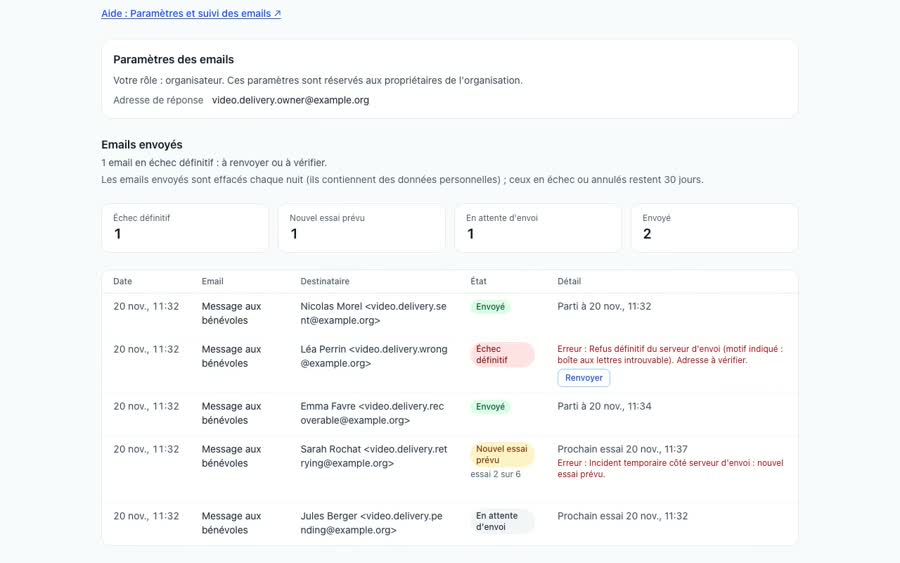 Aide : Paramètres et suivi des emails ↗
Paramètres des emails
Votre rôle : organisateur. Ces paramètres sont réservés aux propriétaires de l'organisation.
Adresse de réponse video.delivery.owner@example.org
Emails envoyés
1 email en échec définitif : à renvoyer ou à vérifier.
Les emails envoyés sont effacés chaque nuit (ils contiennent des données personnelles) ; ceux en échec ou annulés restent 30 jours.
Échec définitif
1
Nouvel essai prévu
1
En attente d'envoi
1
Envoyé
2
Date Email Destinataire État Détail
20 nov., 11:32 Message aux Nicolas Morel <video.delivery.se Envoyé Parti à 20 nov., 11:32
bénévoles nt@example.org>
20 nov., 11:32 Message aux Léa Perrin <video.delivery.wrong Échec Erreur : Refus définitif du serveur d'envoi (motif indiqué :
bénévoles @example.org> définitif boîte aux lettres introuvable). Adresse à vérifier.
Renvoyer
20 nov., 11:32 Message aux Emma Favre <video.delivery.rec Envoyé Parti à 20 nov., 11:34
bénévoles overable@example.org>
20 nov., 11:32 Message aux Sarah Rochat <video.delivery.ret Nouvel essai Prochain essai 20 nov., 11:37
bénévoles rying@example.org> prévu Erreur : Incident temporaire côté serveur d'envoi : nouvel
essai 2 sur 6 essai prévu.
20 nov., 11:32 Message aux Jules Berger <video.delivery.pe En attente Prochain essai 20 nov., 11:32
bénévoles nding@example.org> d'envoi